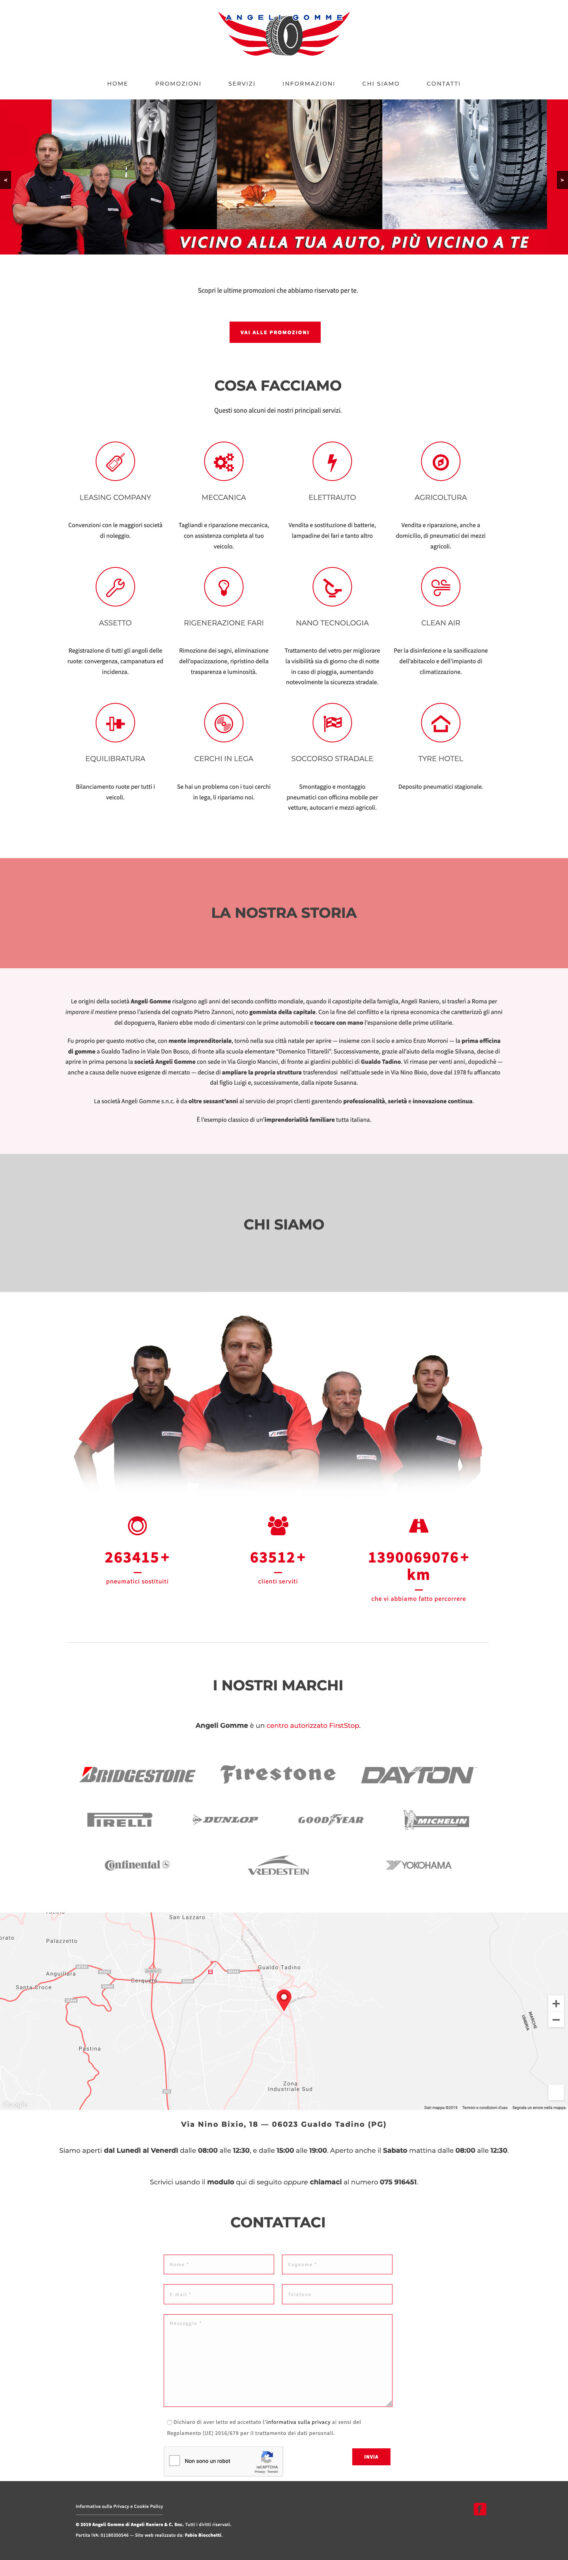 ANGELI GOMME
HOME PROMOZIONI SERVIZI INFORMAZIONI CHI SIAMO CONTATTI
<
>
VICINO ALLA TUA AUTO, PIÙ VICINO A TE
Scopri le ultime promozioni che abbiamo riservato per te.
VAI ALLE PROMOZIONI
COSA FACCIAMO
Questi sono alcuni dei nostri principali servizi.
LEASING COMPANY
Convenzioni con le maggiori società
di noleggio.
MECCANICA
Tagliandi e riparazione meccanica,
con assistenza completa al tuo
veicolo.
ELETTRAUTO
Vendita e sostituzione di batterie,
lampadine dei fari e tanto altro
AGRICOLTURA
Vendita e riparazione, anche a
domicilio, di pneumatici dei mezzi
agricoli.
ASSETTO
Registrazione di tutti gli angoli delle
ruote: convergenza, campanatura ed
incidenza.
RIGENERAZIONE FARI
Rimozione dei segni, eliminazione
dell'opacizzazione, ripristino della
trasparenza e luminosità.
NANO TECNOLOGIA
Trattamento del vetro per migliorare
la visibilità sia di giorno che di notte
in caso di pioggia, aumentando
notevolmente la sicurezza stradale.
CLEAN AIR
Per la disinfezione e la sanificazione
dell'abitacolo e dell'impianto di
climatizzazione.
EQUILIBRATURA
Bilanciamento ruote per tutti i
veicoli.
CERCHI IN LEGA
Se hai un problema con i tuoi cerchi
in lega, li ripariamo noi.
SOCCORSO STRADALE
Smontaggio e montaggio
pneumatici con officina mobile per
vetture, autocarri e mezzi agricoli.
TYRE HOTEL
Deposito pneumatici stagionale.
LA NOSTRA STORIA
Le origini della società Angeli Gomme risalgono agli anni del secondo conflitto mondiale, quando il capostipite della famiglia, Angeli Raniero, si trasferì a Roma per
imparare il mestiere presso l'azienda del cognato Pietro Zannoni, noto gommista della capitale. Con la fine del conflitto e la ripresa economica che caratterizzò gli anni
del dopoguerra, Raniero ebbe modo di cimentarsi con le prime automobili e toccare con mano l'espansione delle prime utilitarie.
Fu proprio per questo motivo che, con mente imprenditoriale, tornò nella sua città natale per aprire — insieme con il socio e amico Enzo Morroni — la prima officina
di gomme a Gualdo Tadino in Viale Don Bosco, di fronte alla scuola elementare "Domenico Tittarelli". Successivamente, grazie all'aiuto della moglie Silvana, decise di
aprire in prima persona la società Angeli Gomme con sede in Via Giorgio Mancini, di fronte ai giardini pubblici di Gualdo Tadino. Vi rimase per venti anni, dopodichè —
anche a causa delle nuove esigenze di mercato — decise di ampliare la propria struttura trasferendosi nell'attuale sede in Via Nino Bixio, dove dal 1978 fu affiancato
dal figlio Luigi e, successivamente, dalla nipote Susanna.
La società Angeli Gomme s.n.c. è da oltre sessant'anni al servizio dei propri clienti garentendo professionalità, serietà e innovazione continua.
È l'esempio classico di un'imprendorialità familiare tutta italiana.
CHI SIAMO
263415+
pneumatici sostituiti
63512+
clienti serviti
1390069076+
km
che vi abbiamo fatto percorrere
I NOSTRI MARCHI
Angeli Gomme è un centro autorizzato FirstStop.
BRIDGESTONE Firestone DAYTON
PIRELLI DUNLOP GOODYEAR MICHELIN
Continental VREDESTEIN YOKOHAMA
San Lazzaro
Palazzetto
Anguillara
Gualdo Tadino
Santa Croce
Cerqueto
Pastina
Zona
Industriale Sud
MARCHE
UMBRIA
+
−
Google
Dati mappa ©2019 Termini e condizioni d'uso Segnala un errore nella mappa
Via Nino Bixio, 18 — 06023 Gualdo Tadino (PG)
Siamo aperti dal Lunedì al Venerdì dalle 08:00 alle 12:30, e dalle 15:00 alle 19:00. Aperto anche il Sabato mattina dalle 08:00 alle 12:30.
Scrivici usando il modulo qui di seguito oppure chiamaci al numero 075 916451.
CONTATTACI
Nome *
Cognome *
E-mail *
Telefono
Messaggio *
Dichiaro di aver letto ed accettato l'informativa sulla privacy ai sensi del
Regolamento (UE) 2016/679 per il trattamento dei dati personali.
Non sono un robot
reCAPTCHA
Privacy - Termini
INVIA
Informativa sulla Privacy e Cookie Policy
© 2019 Angeli Gomme di Angeli Raniero & C. Snc. Tutti i diritti riservati.
Partita IVA: 01180300546 — Sito web realizzato da: Fabio Biocchetti.